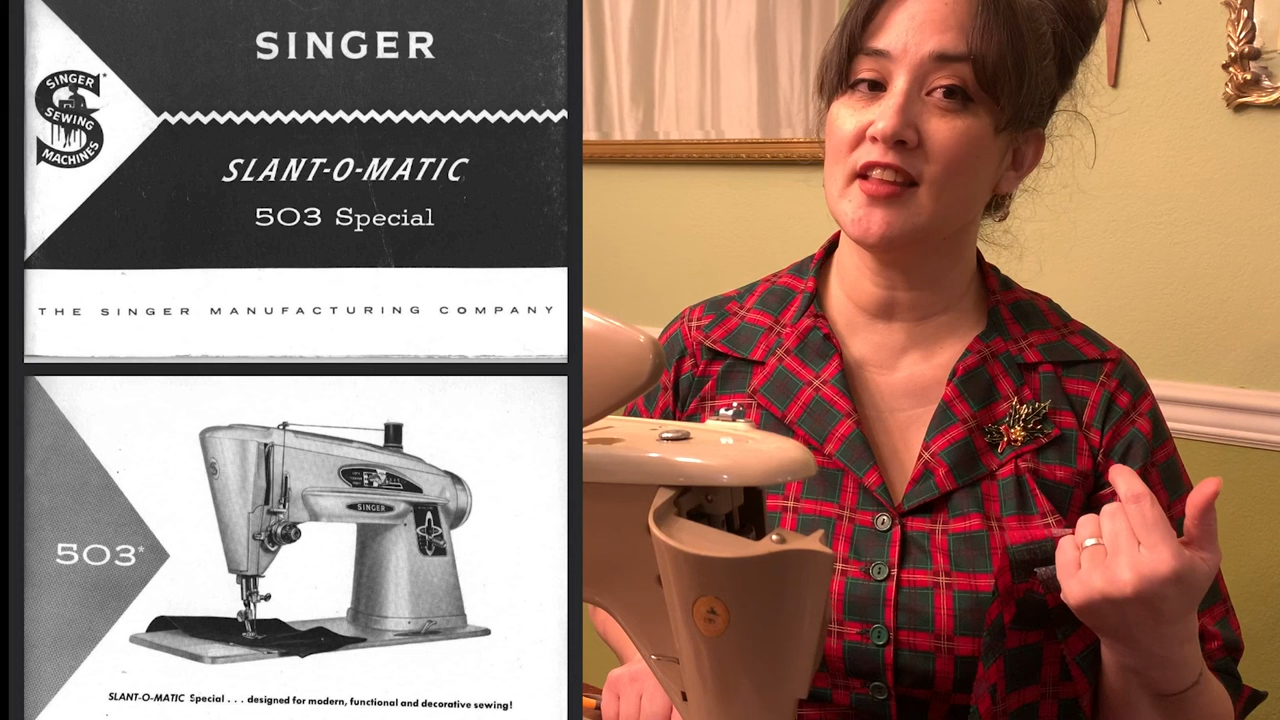 SINGER
SINGER
SEWING
MACHINES
SLANT-O-MATIC
503 Special
THE SINGER MANUFACTURING COMPANY
SINGER
503*
SLANT-O-MATIC Special . . . designed for modern, functional and decorative sewing!